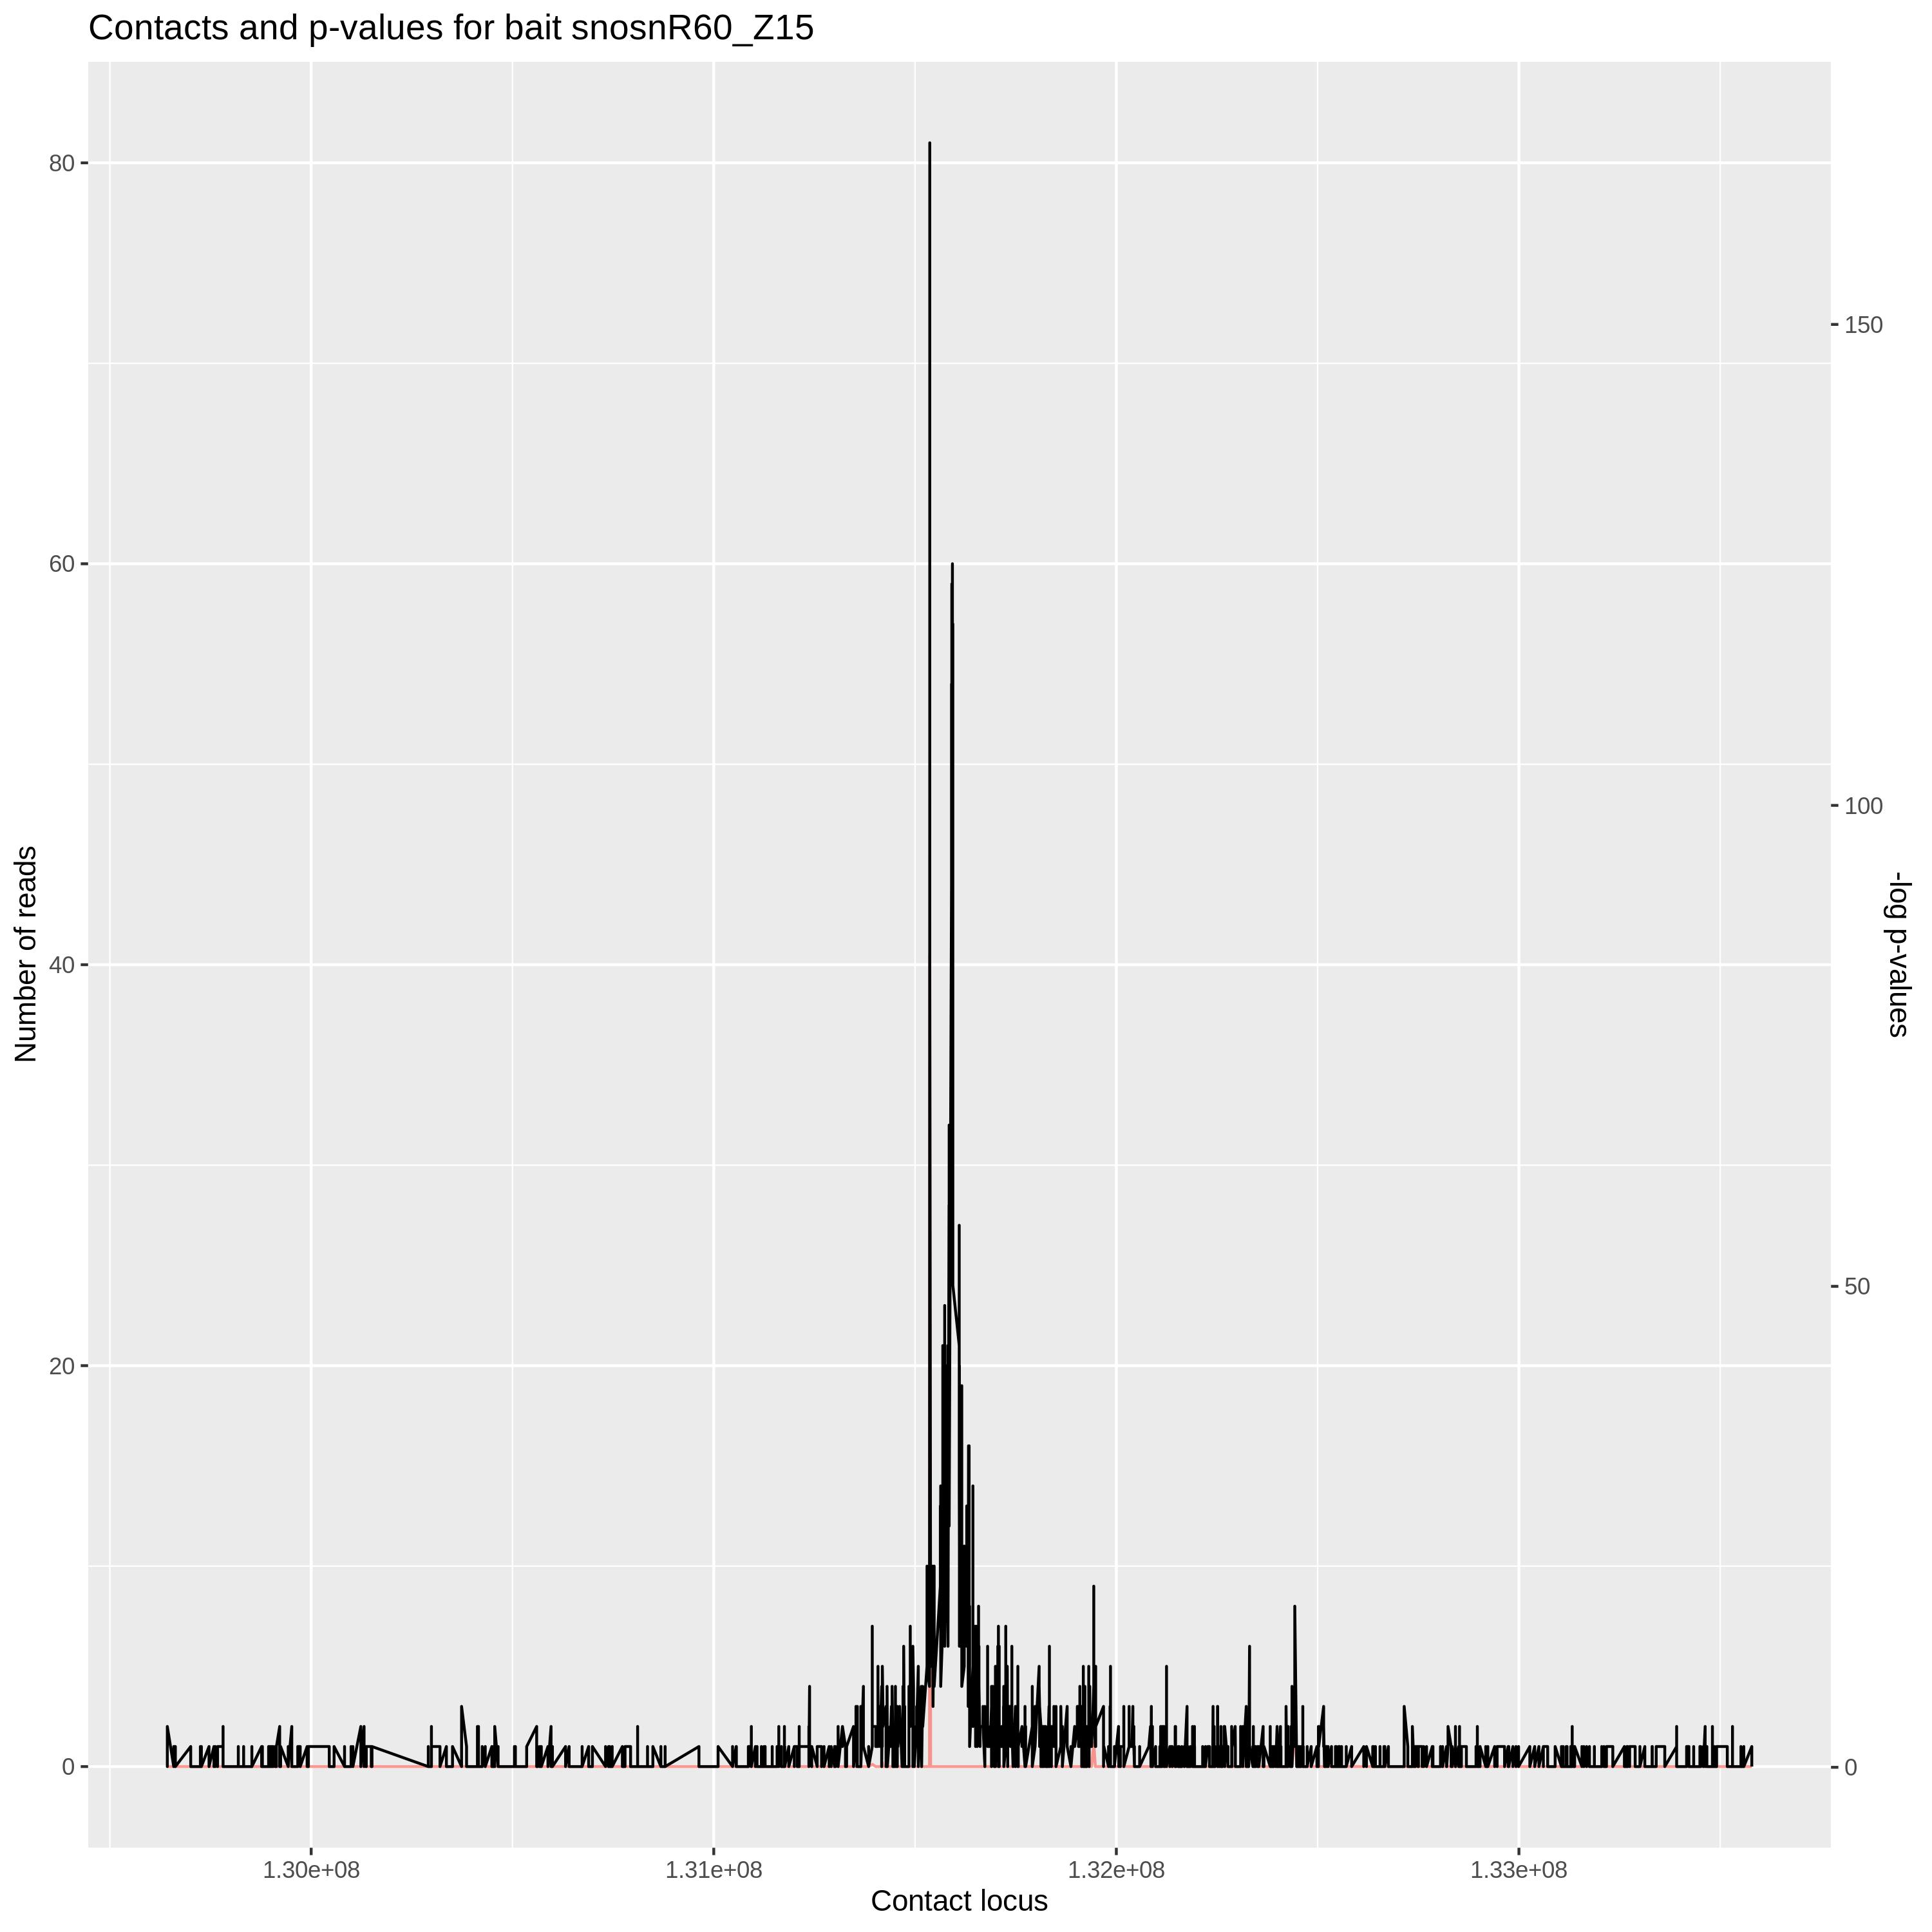 Contacts and p-values for bait snosnR60_Z15
80
60
40
20
0
Number of reads
150
100
50
0
-log p-values
1.30e+08 1.31e+08 1.32e+08 1.33e+08
Contact locus